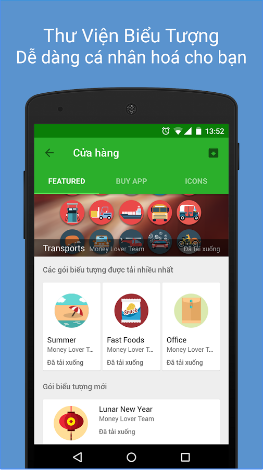 Thư Viện Biểu Tượng
Dễ dàng cá nhân hoá cho bạn
13:52
Cửa hàng
FEATURED BUY APP ICONS
Transports Money Lover Team Đã tải xuống
Các gói biểu tượng được tải nhiều nhất
Summer Fast Foods Office
Money Lover T... Money Lover T... Money Lover T...
Đã tải xuống Đã tải xuống Đã tải xuống
Gói biểu tượng mới
Lunar New Year
Money Lover Team
Đã tải xuống